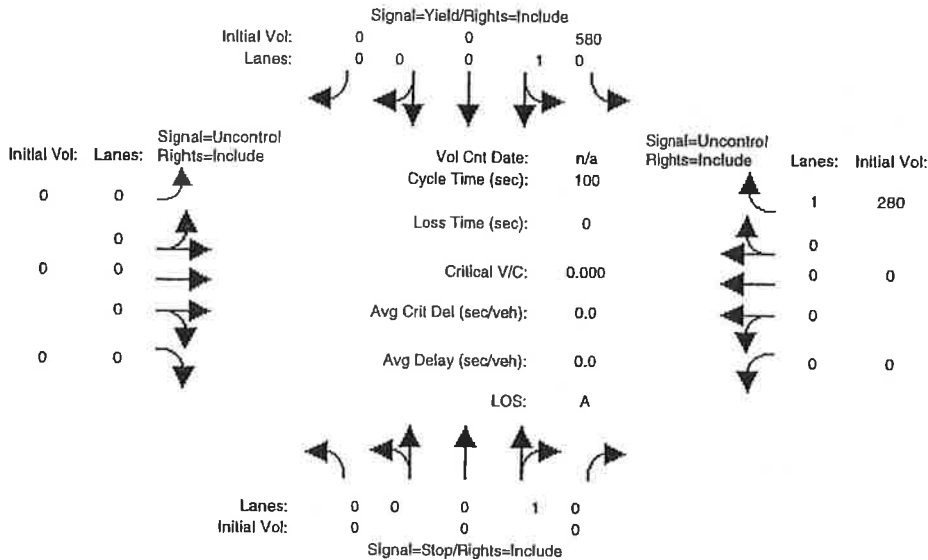 Signal=Yield/Rights=Include
Initial Vol: 0 0 580
Lanes: 0 0 0 1 0
Signal=Uncontrol
Initial Vol: Lanes: Rights=Include
Signal=Uncontrol
Rights=Include Lanes: Initial Vol:
Vol Cnt Date: n/a
Cycle Time (sec): 100
0 0
1 280
Loss Time (sec): 0
0
0
0 0
Critical V/C: 0.000
0 0
0
Avg Crit Del (sec/veh): 0.0
0
0 0
Avg Delay (sec/veh): 0.0
0 0
LOS: A
Lanes: 0 0 0 1 0
Initial Vol: 0 0 0
Signal=Stop/Rights=Include